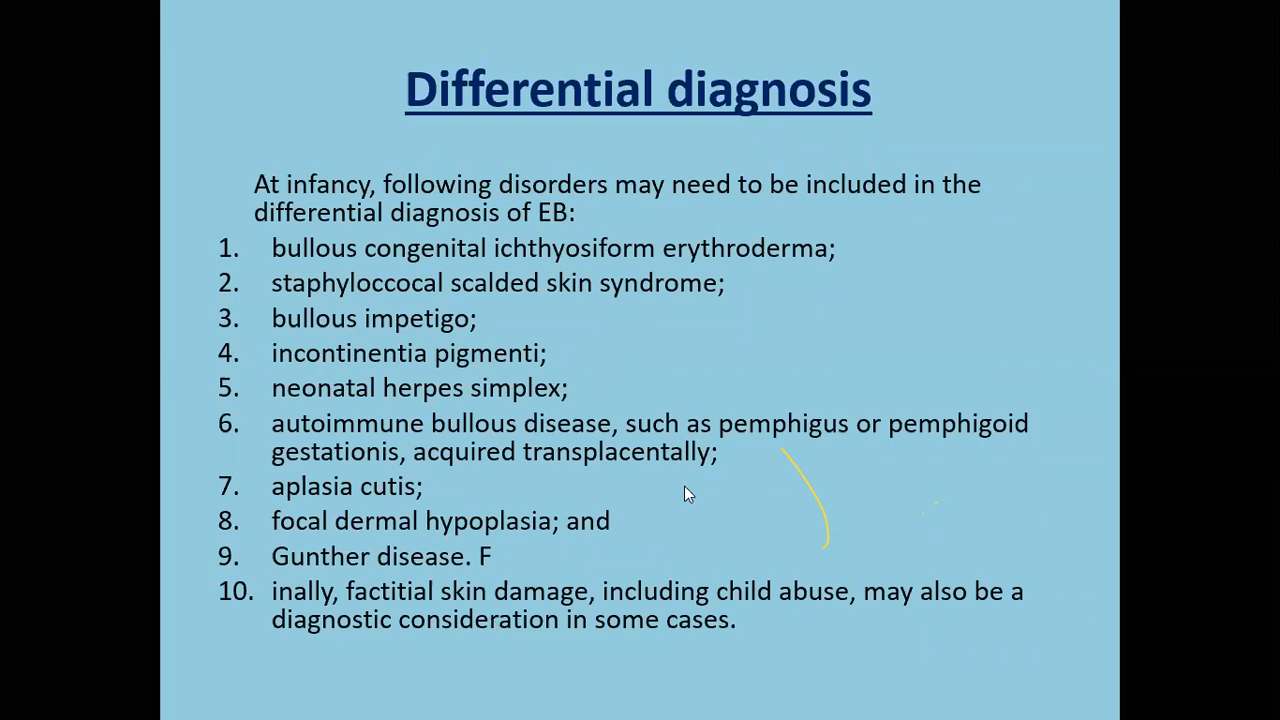 Differential diagnosis
At infancy, following disorders may need to be included in the
differential diagnosis of EB:
1. bullous congenital ichthyosiform erythroderma;
2. staphyloccocal scalded skin syndrome;
3. bullous impetigo;
4. incontinentia pigmenti;
5. neonatal herpes simplex;
6. autoimmune bullous disease, such as pemphigus or pemphigoid
gestationis, acquired transplacentally;
7. aplasia cutis;
8. focal dermal hypoplasia; and
9. Gunther disease. F
10. inally, factitial skin damage, including child abuse, may also be a
diagnostic consideration in some cases.